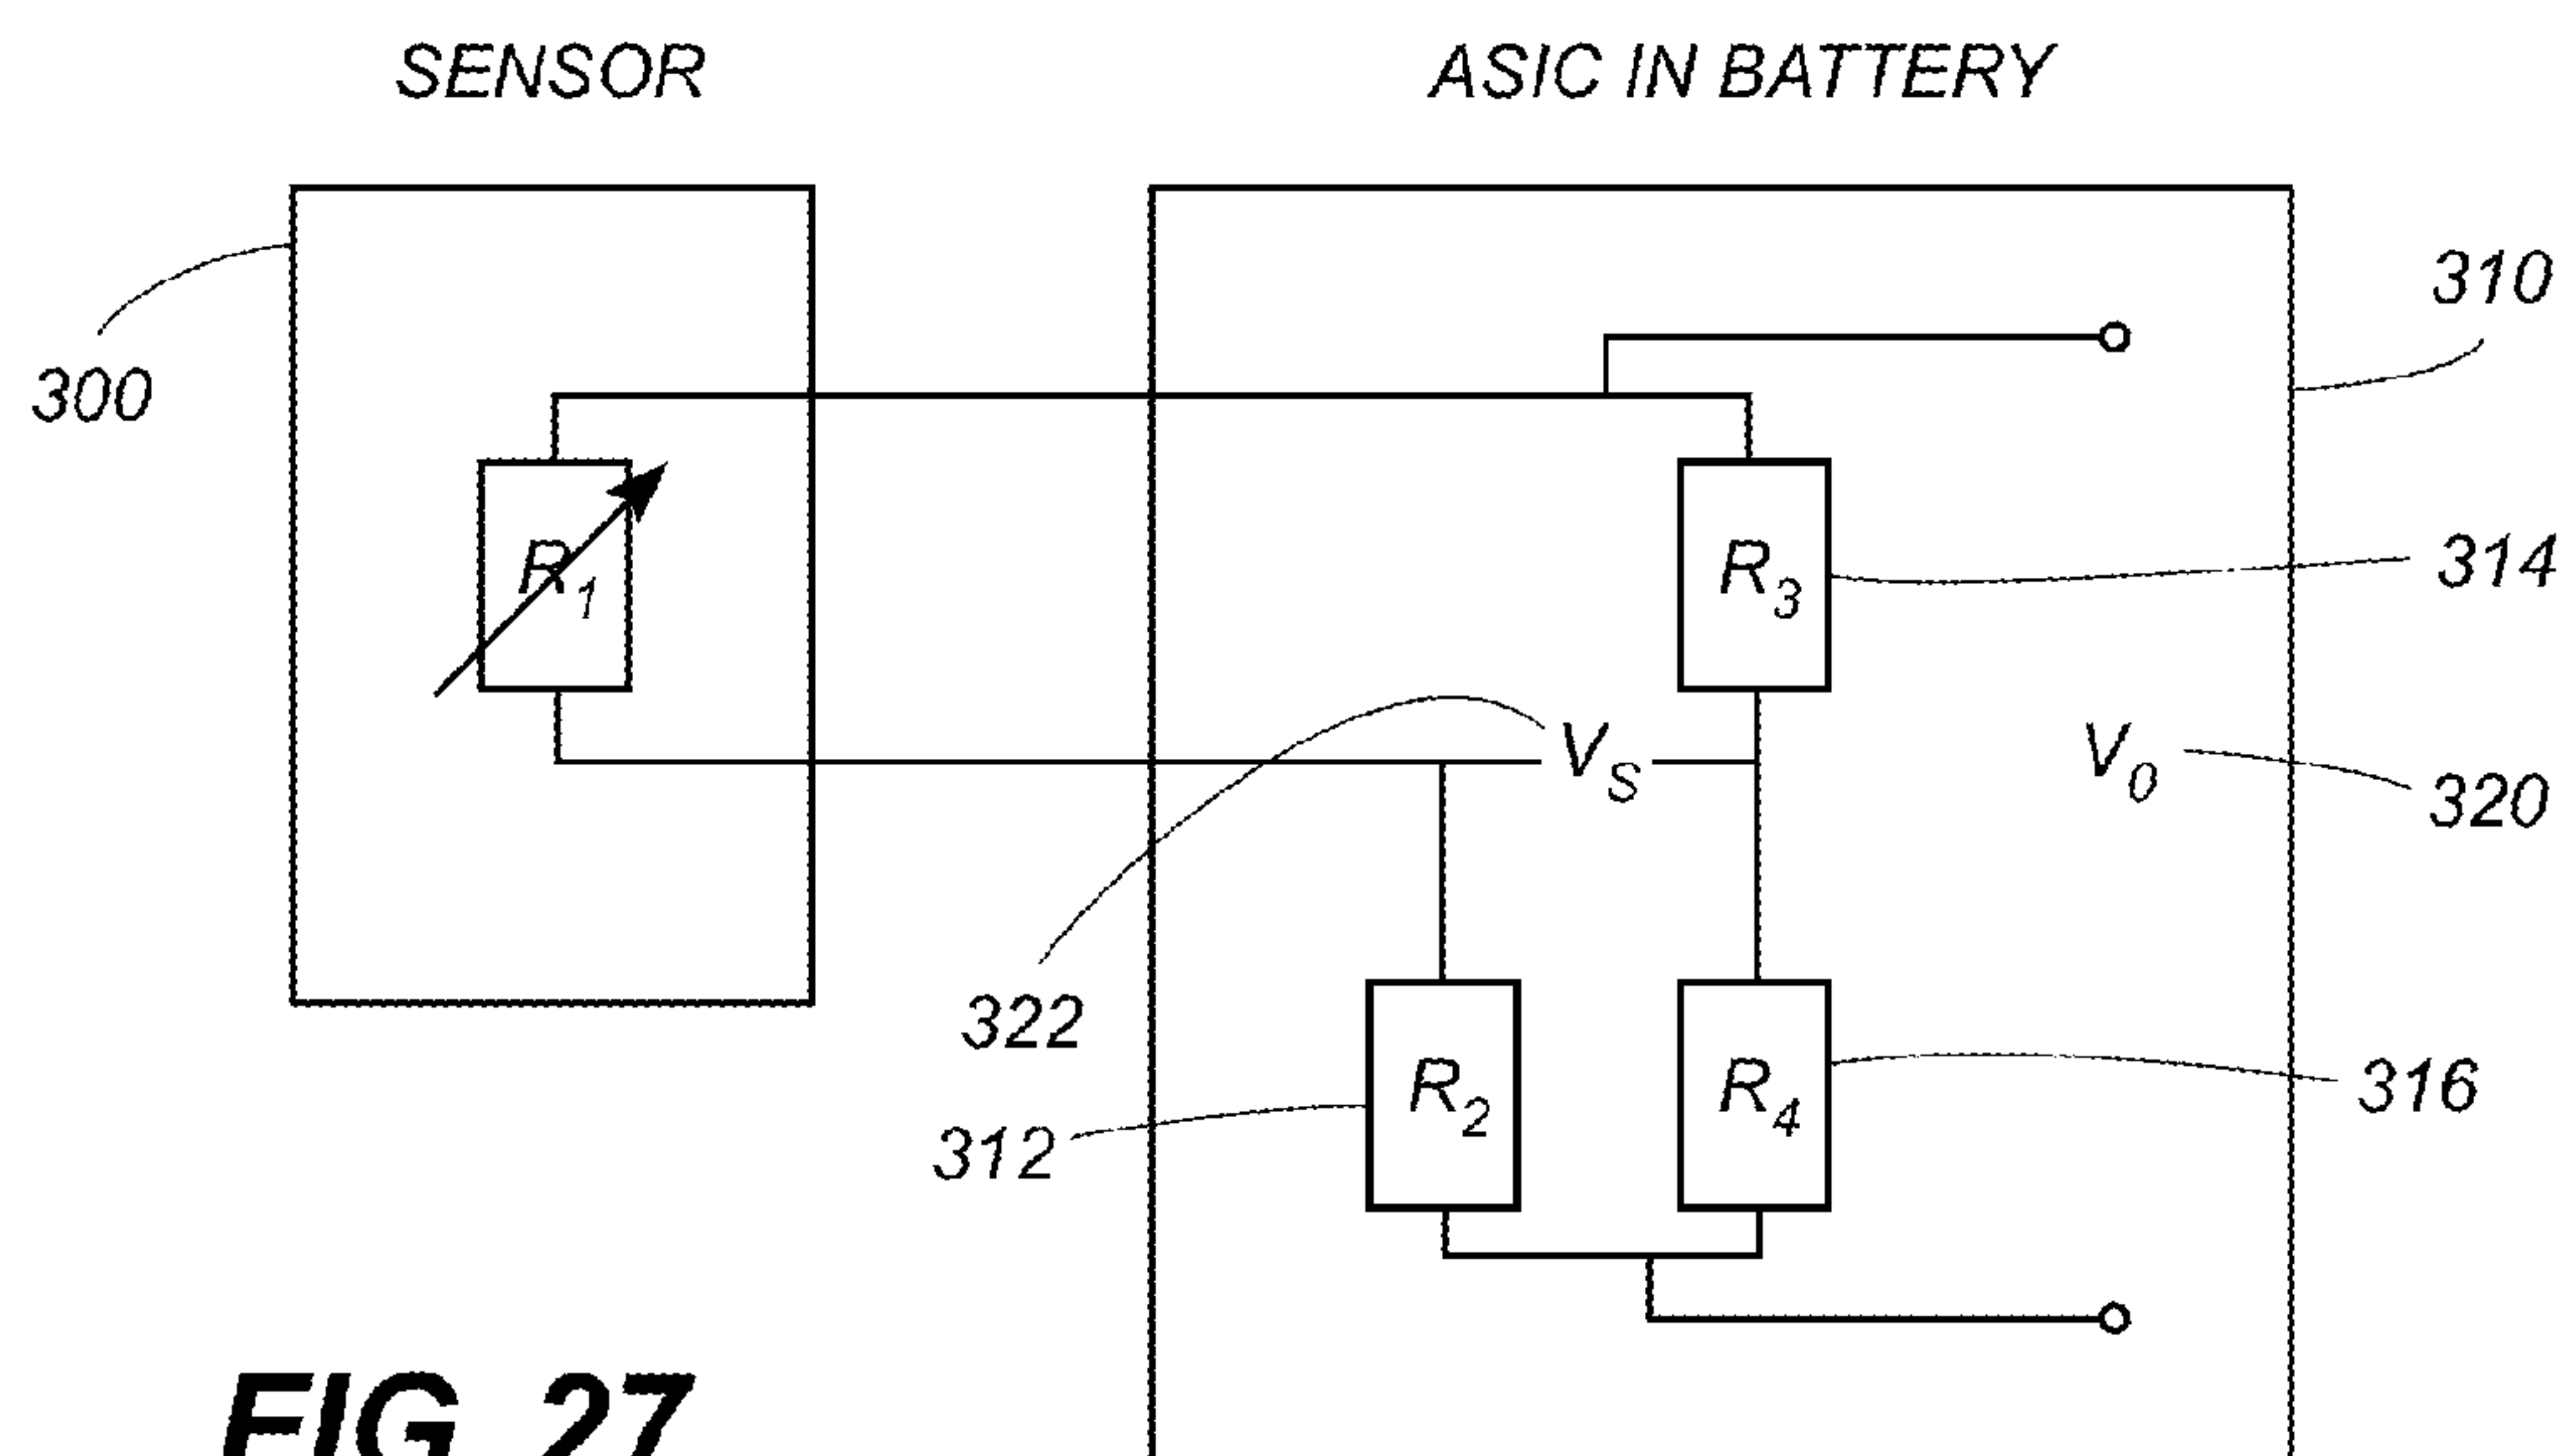 SENSOR
ASIC IN BATTERY
310
300
R1
R3
314
VS
V0
320
322
R2
R4
316
312
FIG. 27